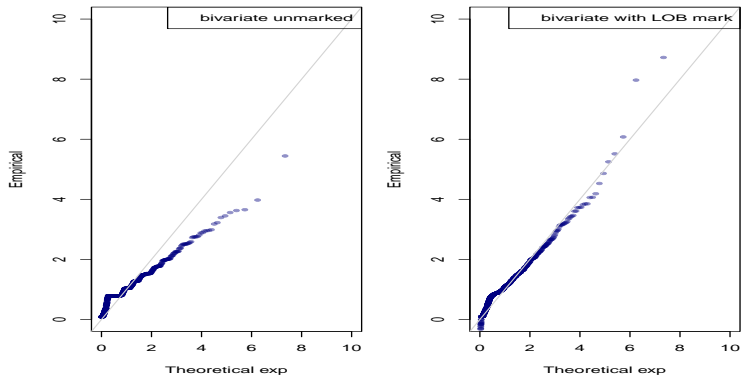 bivariate unmarked
10
8
6
4
2
0
Empirical
0 2 4 6 8 10
Theoretical exp
bivariate with LOB mark
10
8
6
4
2
0
Empirical
0 2 4 6 8 10
Theoretical exp